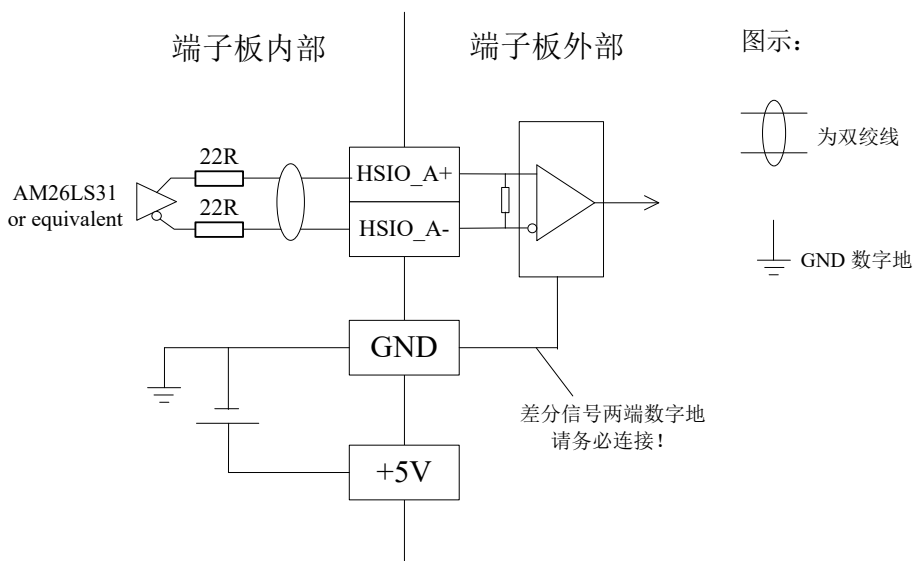 端子板内部
端子板外部
图示：
22R
22R
AM26LS31
or equivalent
HSIO_A+
HSIO_A-
为双绞线
GND 数字地
GND
差分信号两端数字地
请务必连接！
+5V